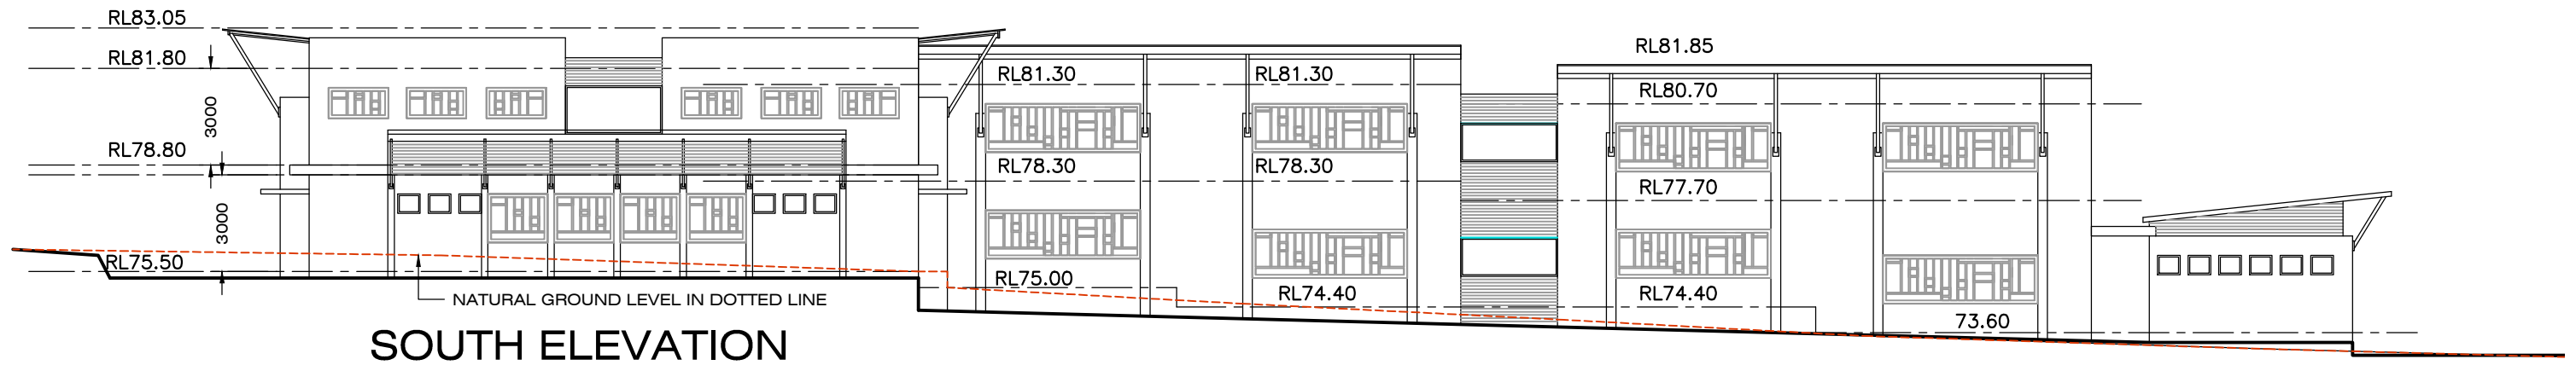 RL83.05
RL81.80
3000
RL78.80
3000
RL75.50
NATURAL GROUND LEVEL IN DOTTED LINE
SOUTH ELEVATION
RL81.30
RL81.30
RL78.30
RL78.30
RL75.00
RL74.40
RL81.85
RL80.70
RL77.70
RL74.40
73.60